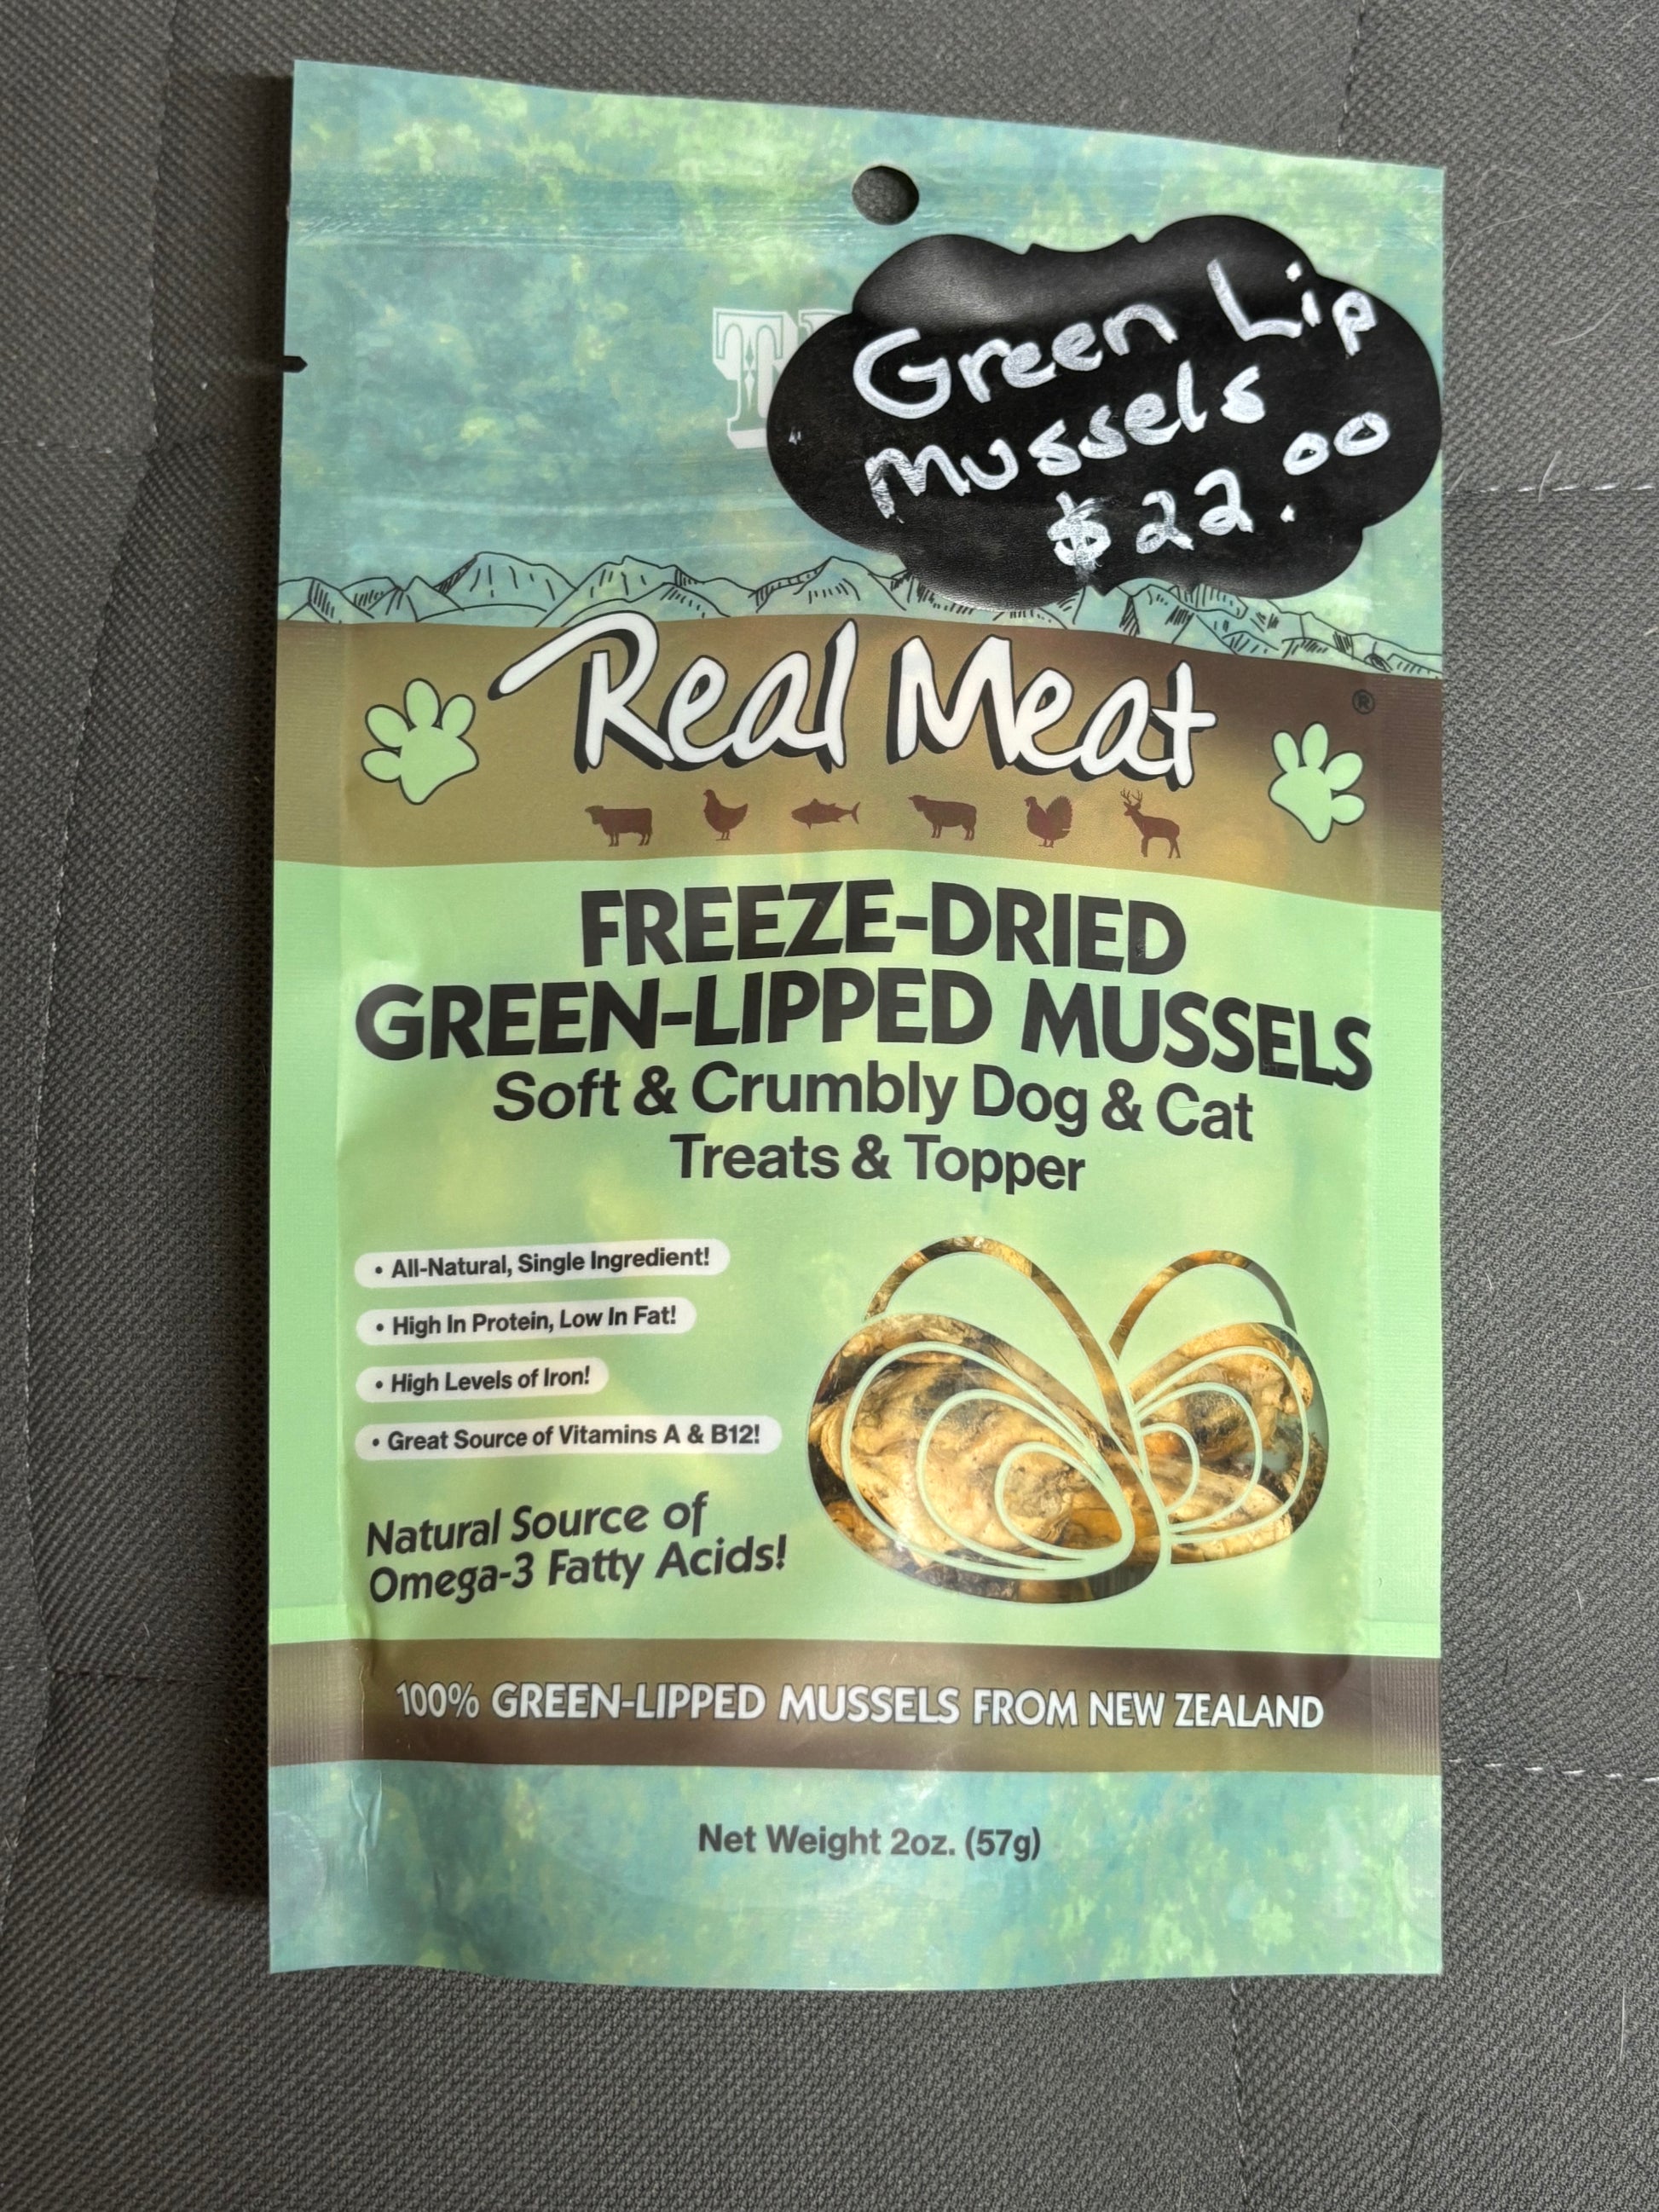 Green Lip
Mussels
$22.00
Real Meat
®
FREEZE-DRIED
GREEN-LIPPED MUSSELS
Soft & Crumbly Dog & Cat
Treats & Topper
• All-Natural, Single Ingredient!
• High In Protein, Low In Fat!
• High Levels of Iron!
• Great Source of Vitamins A & B12!
Natural Source of
Omega-3 Fatty Acids!
100% GREEN-LIPPED MUSSELS FROM NEW ZEALAND
Net Weight 2oz. (57g)